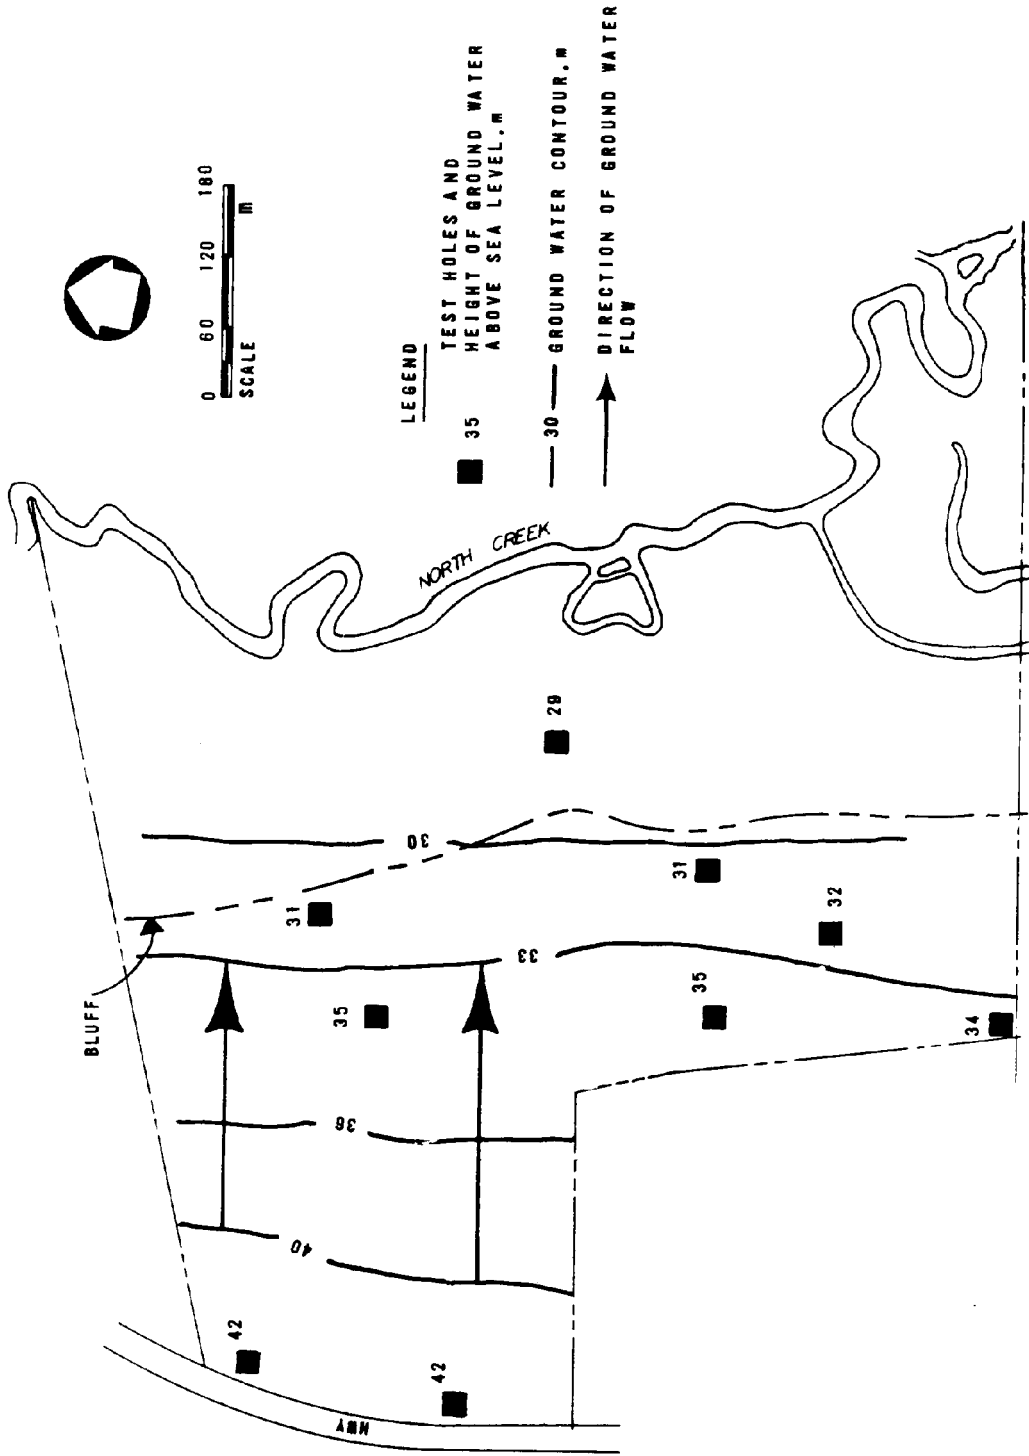 0 60 120 180
m
SCALE
LEGEND
35 TEST HOLES AND
HEIGHT OF GROUND WATER
ABOVE SEA LEVEL, m
30 GROUND WATER CONTOUR, m
DIRECTION OF GROUND WATER
FLOW
NORTH CREEK
29
30
31
31
32
33
BLUFF
35
35
34
36
40
42
42
HWY